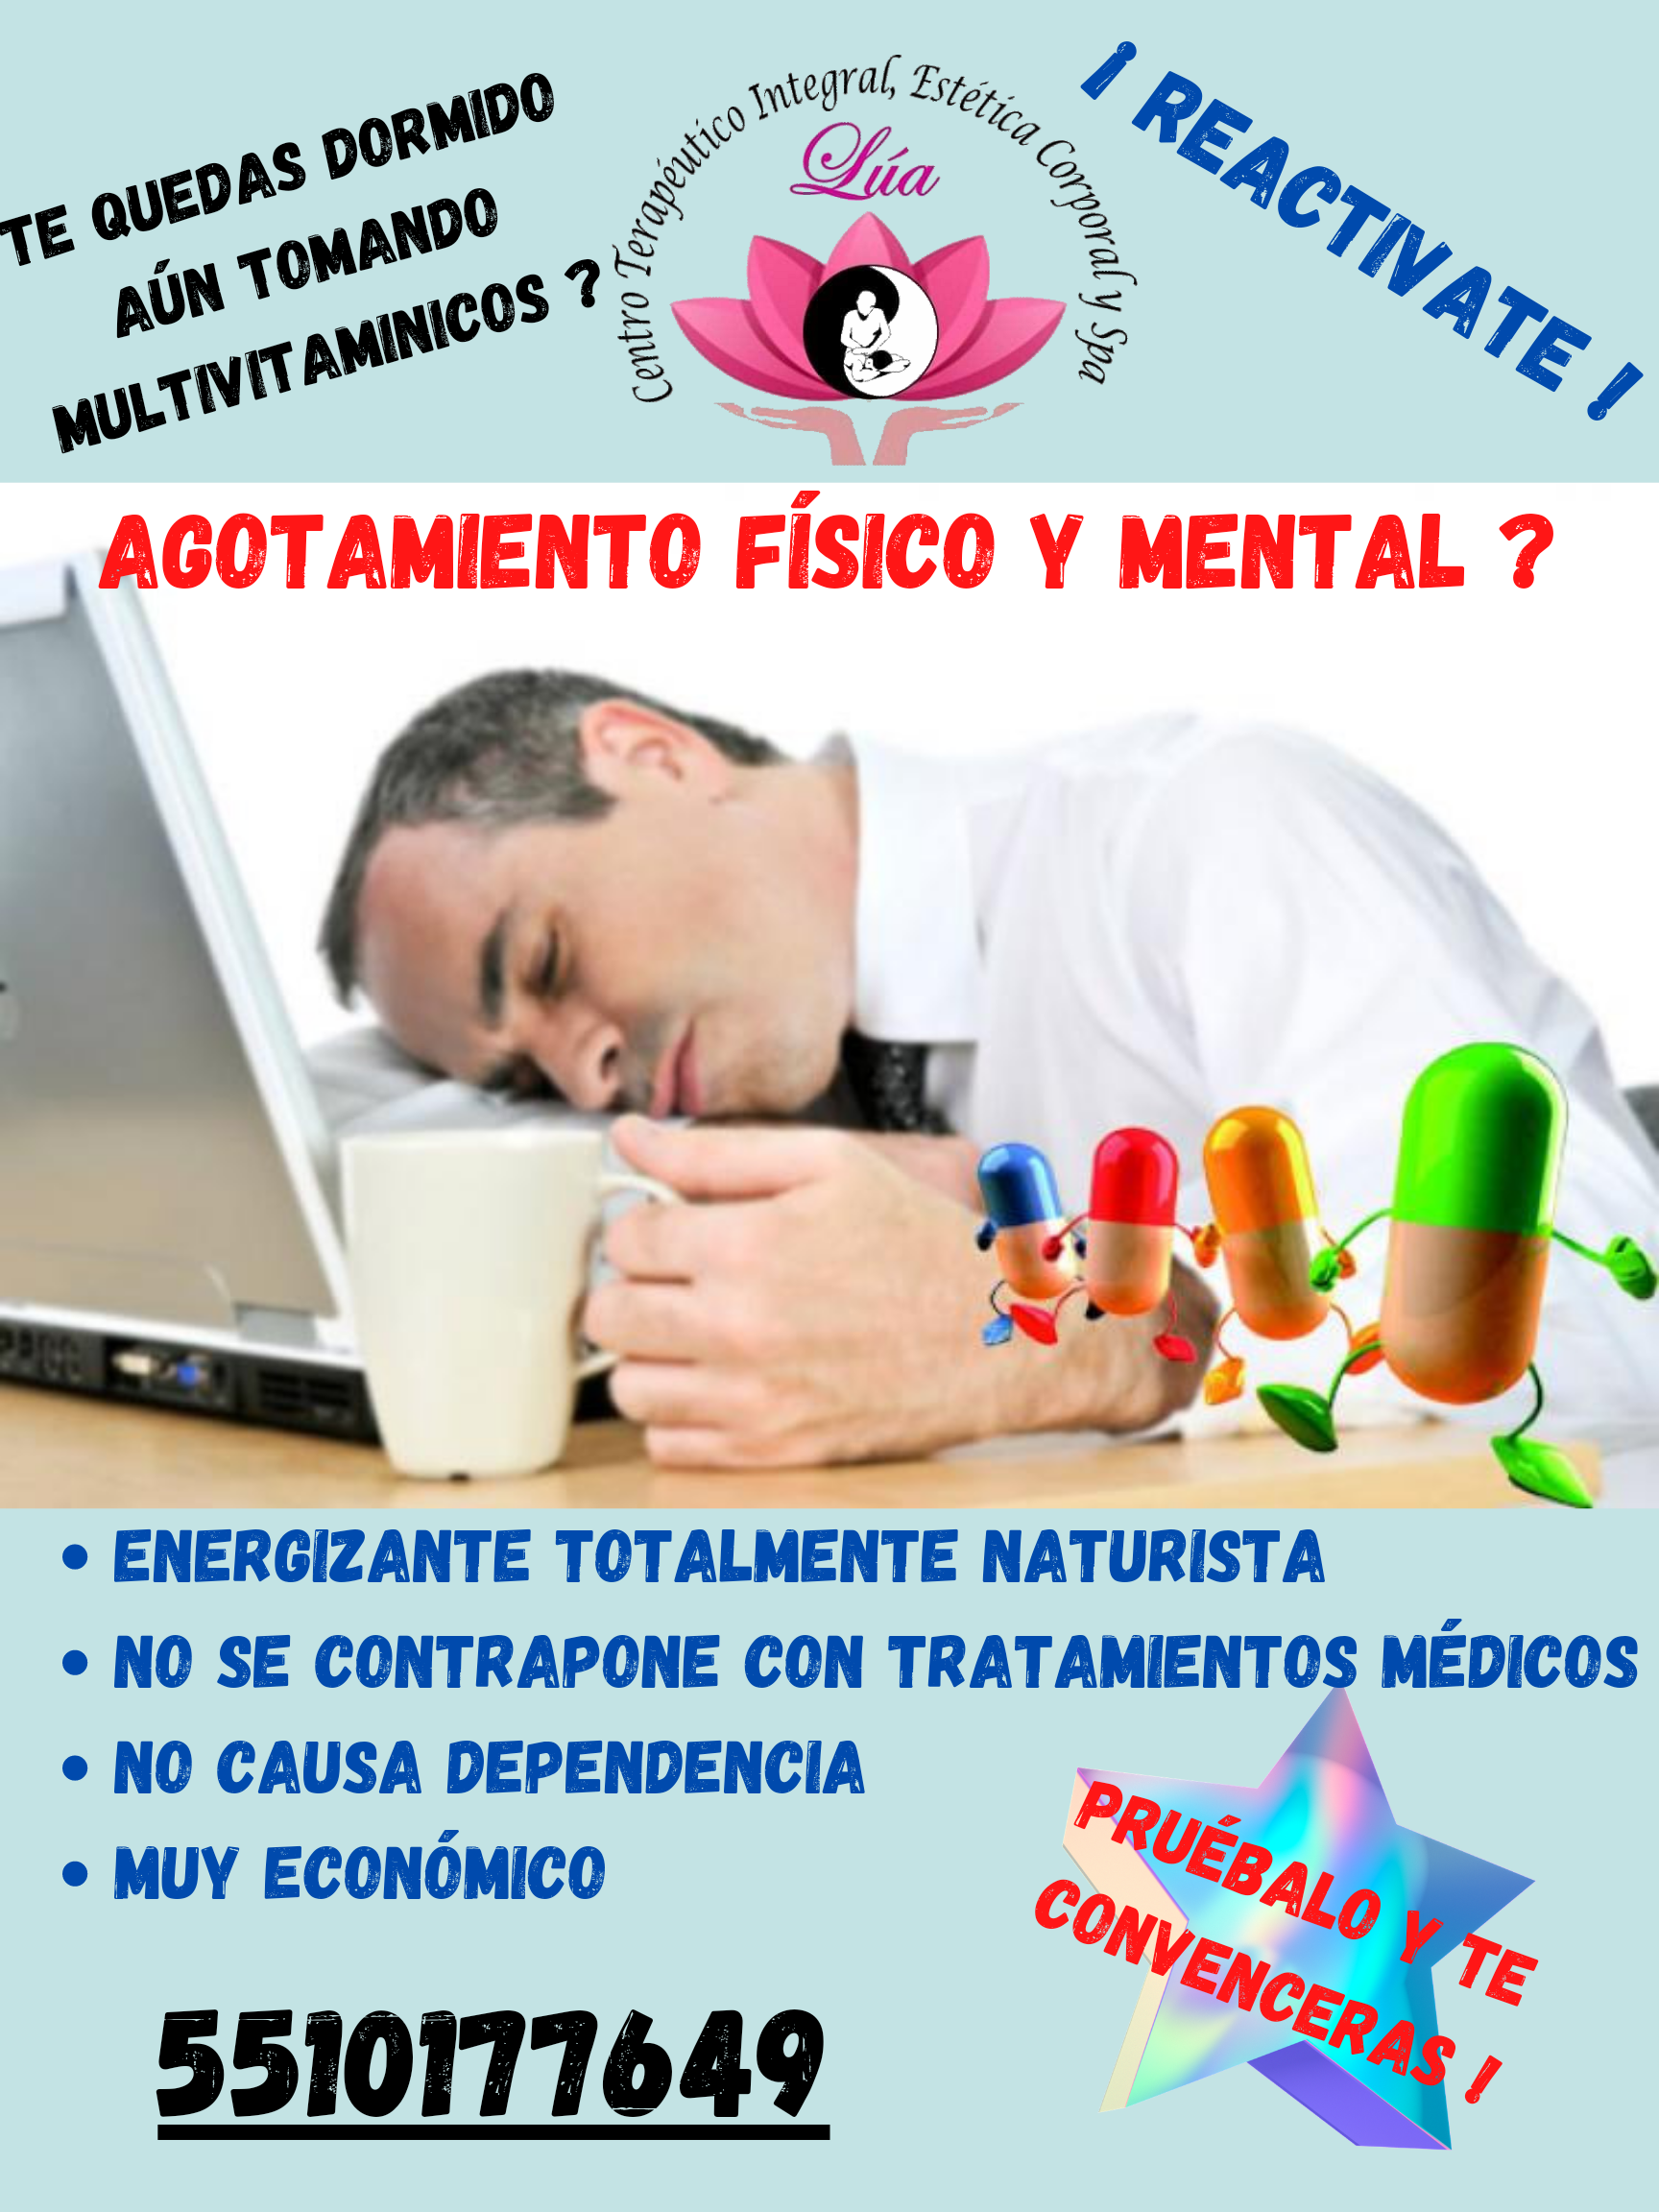 TE QUEDAS DORMIDO
AÚN TOMANDO
MULTIVITAMINICOS ?
Centro Terapéutico Integral, Estética Corporal y Spa
Lúa
¡ REACTIVATE !
AGOTAMIENTO FÍSICO Y MENTAL ?
• ENERGIZANTE TOTALMENTE NATURISTA
• NO SE CONTRAPONE CON TRATAMIENTOS MÉDICOS
• NO CAUSA DEPENDENCIA
• MUY ECONÓMICO
PRUÉBALO Y TE
CONVENCERAS !
5510177649